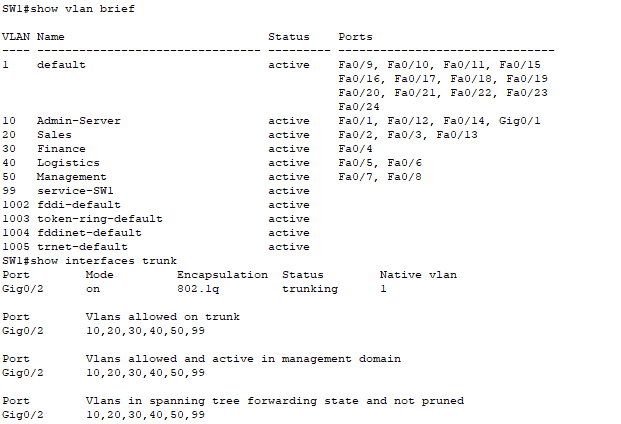 SW1#show vlan brief
VLAN Name                             Status    Ports
---- -------------------------------- --------- -------------------------------
1    default                          active    Fa0/9, Fa0/10, Fa0/11, Fa0/15
                                                Fa0/16, Fa0/17, Fa0/18, Fa0/19
                                                Fa0/20, Fa0/21, Fa0/22, Fa0/23
                                                Fa0/24
10   Admin-Server                     active    Fa0/1, Fa0/12, Fa0/14, Gig0/1
20   Sales                            active    Fa0/2, Fa0/3, Fa0/13
30   Finance                          active    Fa0/4
40   Logistics                        active    Fa0/5, Fa0/6
50   Management                       active    Fa0/7, Fa0/8
99   service-SW1                      active
1002 fddi-default                     active
1003 token-ring-default               active
1004 fddinet-default                  active
1005 trnet-default                    active
SW1#show interfaces trunk
Port        Mode         Encapsulation  Status        Native vlan
Gig0/2      on           802.1q         trunking      1
Port        Vlans allowed on trunk
Gig0/2      10,20,30,40,50,99
Port        Vlans allowed and active in management domain
Gig0/2      10,20,30,40,50,99
Port        Vlans in spanning tree forwarding state and not pruned
Gig0/2      10,20,30,40,50,99